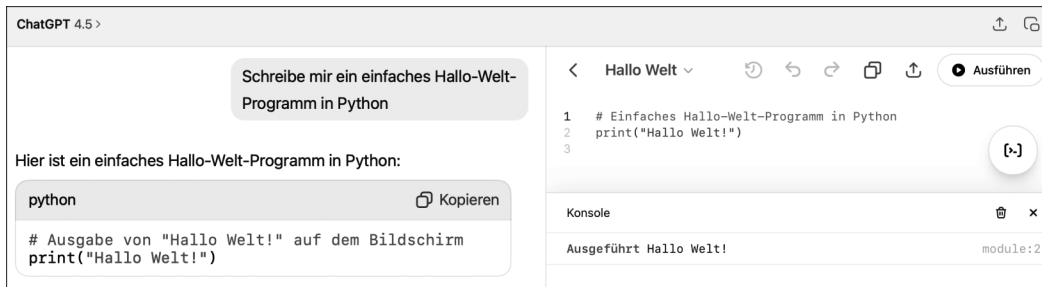 ChatGPT 4.5 >
Schreibe mir ein einfaches Hallo-Welt-
Programm in Python
Hier ist ein einfaches Hallo-Welt-Programm in Python:
python
Kopieren
# Ausgabe von "Hallo Welt!" auf dem Bildschirm
print("Hallo Welt!")
Hallo Welt
Ausführen
1 # Einfaches Hallo-Welt-Programm in Python
2 print("Hallo Welt!")
3
Konsole
Ausgeführt Hallo Welt!
module:2